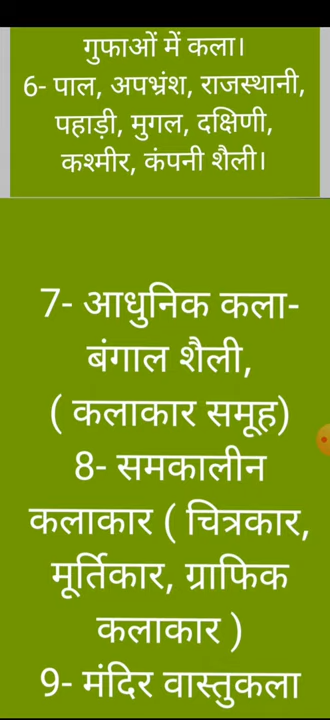 गुफाओं में कला।
6- पाल, अपभ्रंश, राजस्थानी,
पहाड़ी, मुगल, दक्षिणी,
कश्मीर, कंपनी शैली।
7- आधुनिक कला-
बंगाल शैली,
( कलाकार समूह)
8- समकालीन
कलाकार ( चित्रकार,
मूर्तिकार, ग्राफिक
कलाकार )
9- मंदिर वास्तुकला